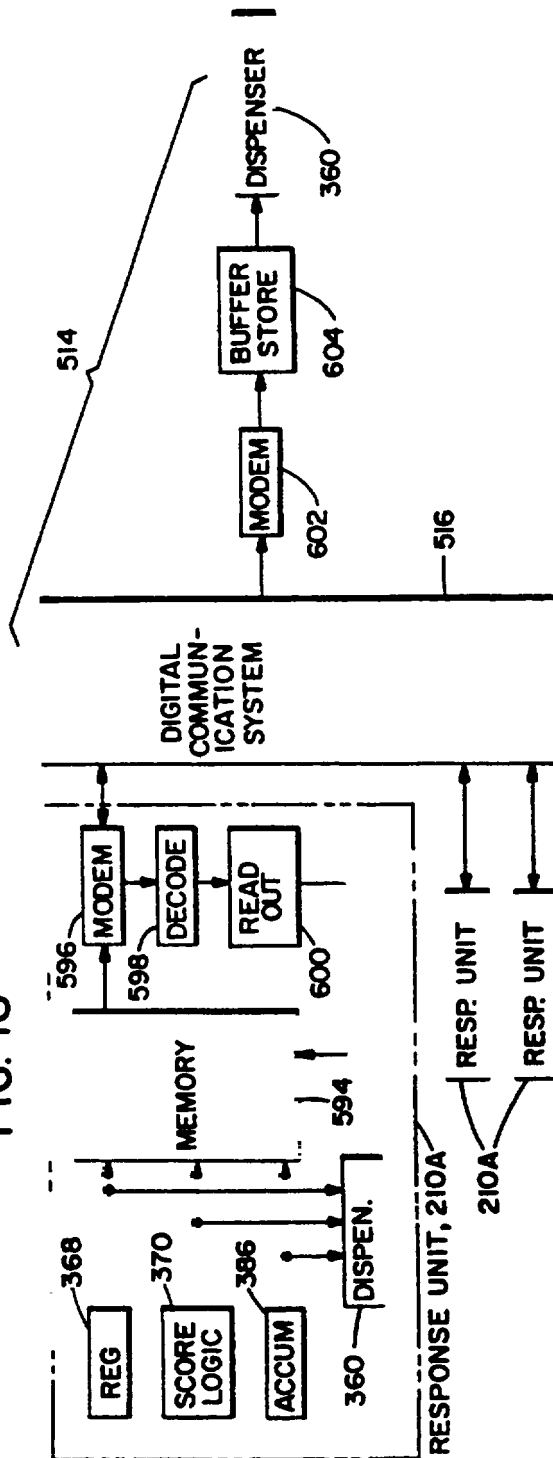 FIG.
368
REG
370
SCORE
LOGIC
386
ACCUM
MEMORY
594
DISPEN.
360
596
MODEM
598
DECODE
READ
OUT
600
RESPONSE UNIT, 210A
210A
RESP. UNIT
RESP. UNIT
DIGITAL
COMMUN-
ICATION
SYSTEM
516
514
MODEM
602
BUFFER
STORE
604
DISPENSER
360